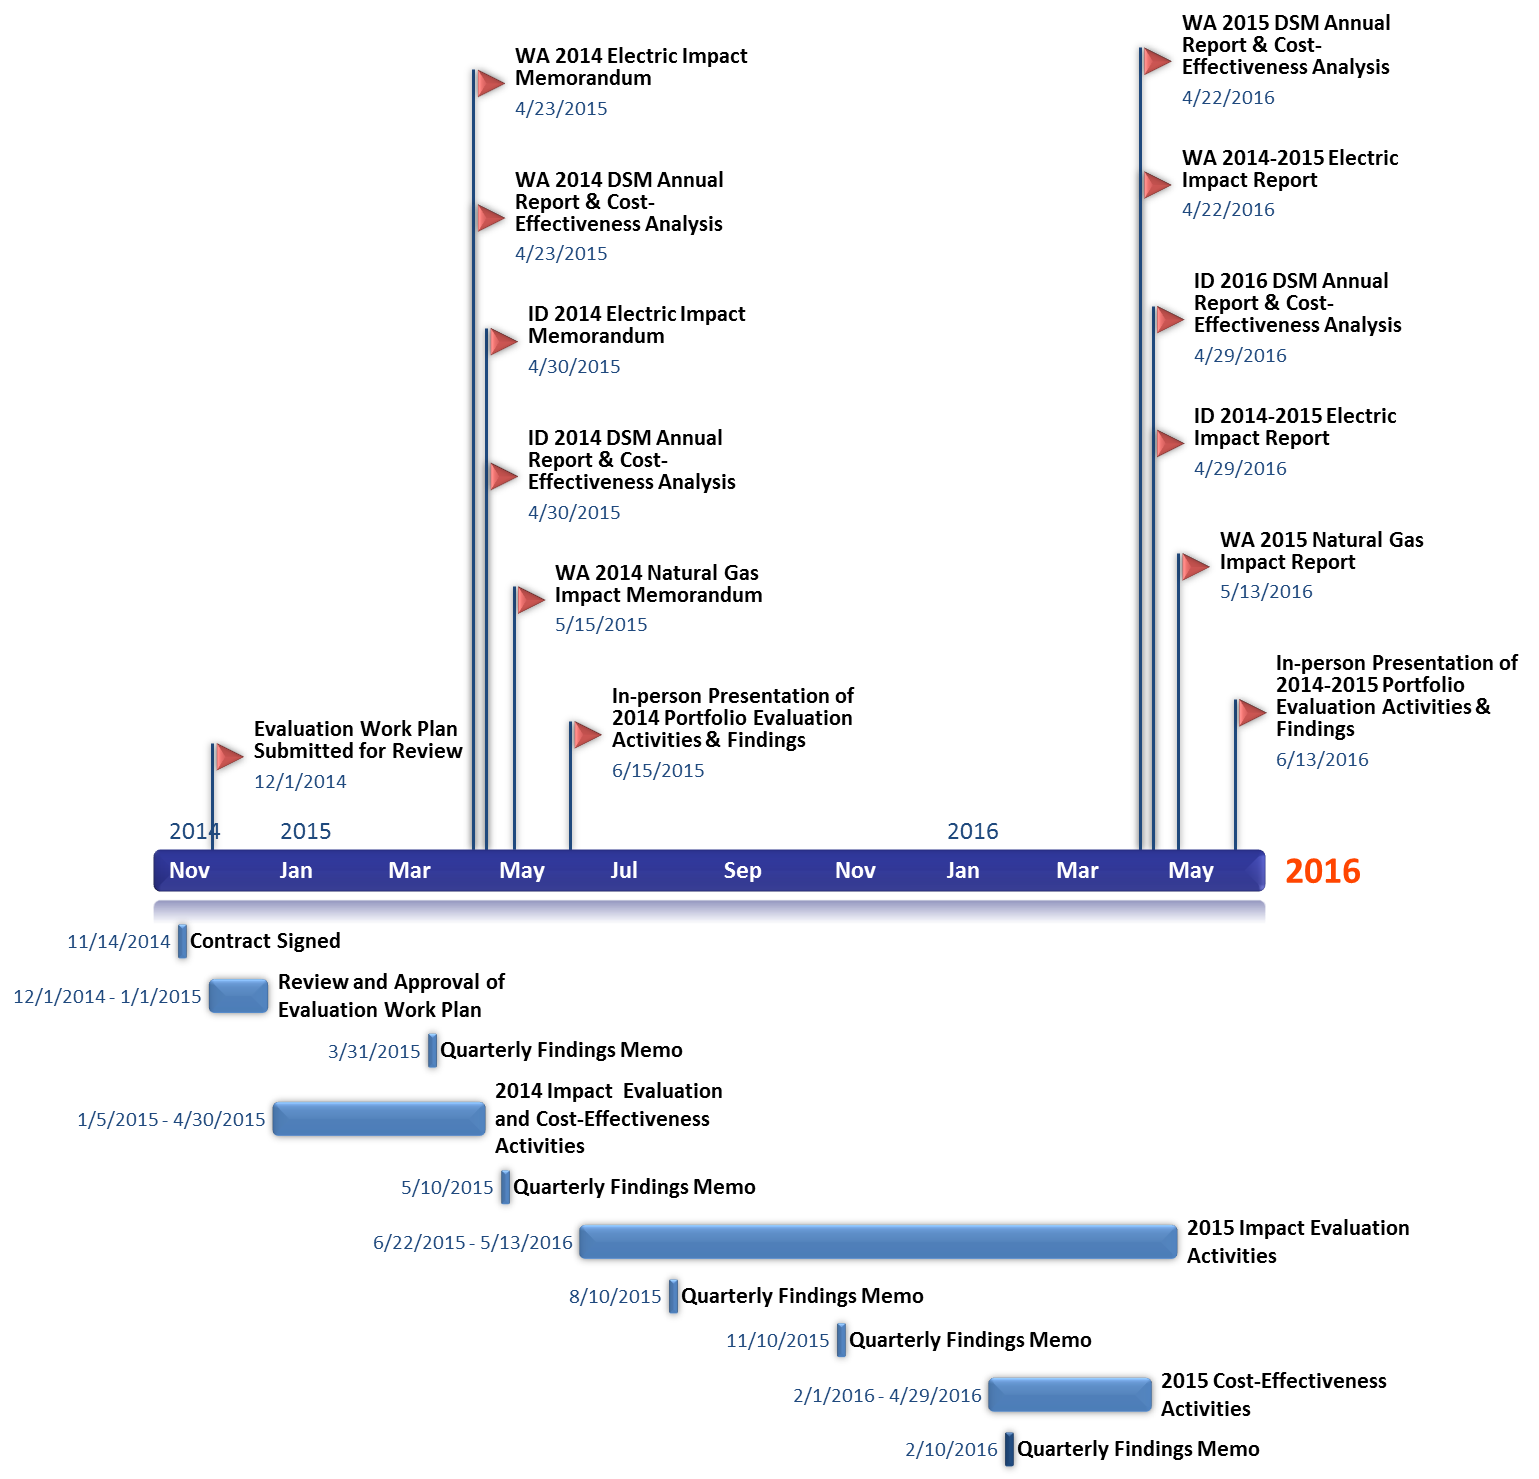 WA 2014 Electric Impact
Memorandum
4/23/2015
WA 2014 DSM Annual
Report & Cost-
Effectiveness Analysis
4/23/2015
ID 2014 Electric Impact
Memorandum
4/30/2015
ID 2014 DSM Annual
Report & Cost-
Effectiveness Analysis
4/30/2015
WA 2014 Natural Gas
Impact Memorandum
5/15/2015
In-person Presentation of
2014 Portfolio Evaluation
Activities & Findings
6/15/2015
Evaluation Work Plan
Submitted for Review
12/1/2014
WA 2015 DSM Annual
Report & Cost-
Effectiveness Analysis
4/22/2016
WA 2014-2015 Electric
Impact Report
4/22/2016
ID 2016 DSM Annual
Report & Cost-
Effectiveness Analysis
4/29/2016
ID 2014-2015 Electric
Impact Report
4/29/2016
WA 2015 Natural Gas
Impact Report
5/13/2016
In-person Presentation of
2014-2015 Portfolio
Evaluation Activities &
Findings
6/13/2016
2014 2015 2016
Nov Jan Mar May Jul Sep Nov Jan Mar May 2016
11/14/2014 Contract Signed
12/1/2014 - 1/1/2015 Review and Approval of
Evaluation Work Plan
3/31/2015 Quarterly Findings Memo
1/5/2015 - 4/30/2015 2014 Impact Evaluation
and Cost-Effectiveness
Activities
5/10/2015 Quarterly Findings Memo
6/22/2015 - 5/13/2016 2015 Impact Evaluation
Activities
8/10/2015 Quarterly Findings Memo
11/10/2015 Quarterly Findings Memo
2/1/2016 - 4/29/2016 2015 Cost-Effectiveness
Activities
2/10/2016 Quarterly Findings Memo